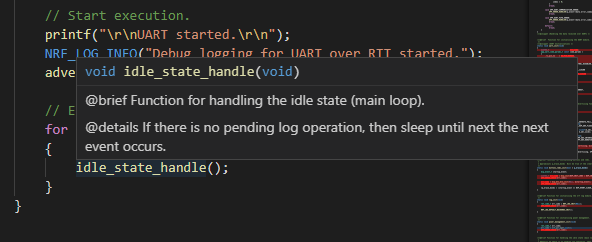 // Start execution.
printf("\r\nUART started.\r\n");
NRF_LOG_INFO("Debug logging for UART over RTT started.");
adve
void idle_state_handle(void)
@brief Function for handling the idle state (main loop).
// E
@details If there is no pending log operation, then sleep until next the next
for
event occurs.
{
idle_state_handle();
}
}